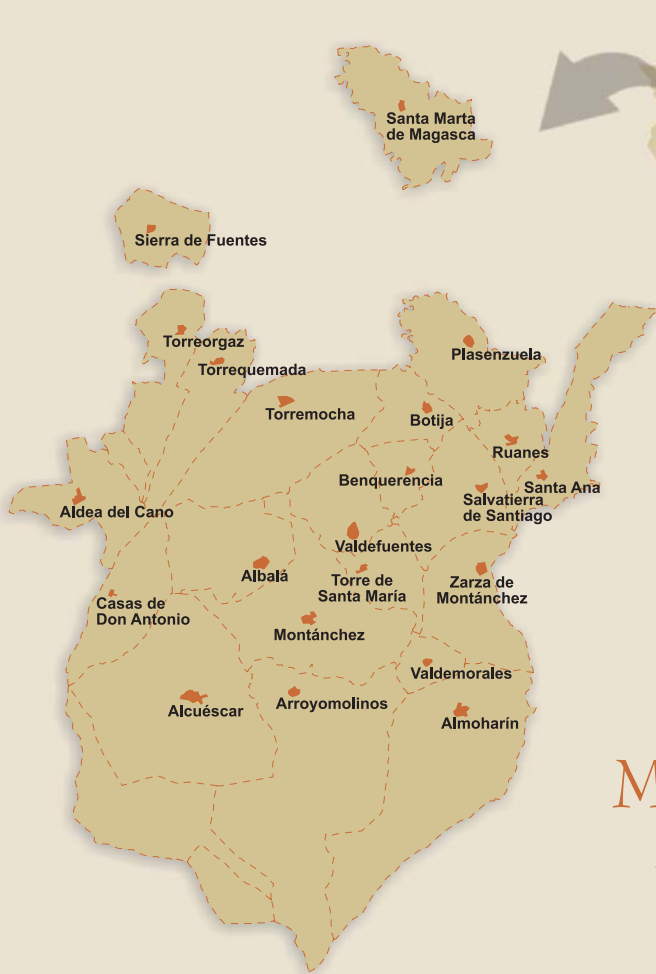 Santa Marta
de Magasca
Sierra de Fuentes
Torreorgaz
Plasenzuela
Torrequemada
Torremocha
Botija
Ruanes
Benquerencia
Santa Ana
Salvatierra
de Santiago
Aldea del Cano
Valdefuentes
Albalá
Torre de
Santa María
Zarza de
Montánchez
Casas de
Don Antonio
Montánchez
Valdemorales
Alcuéscar
Arroyomolinos
Almoharín
M